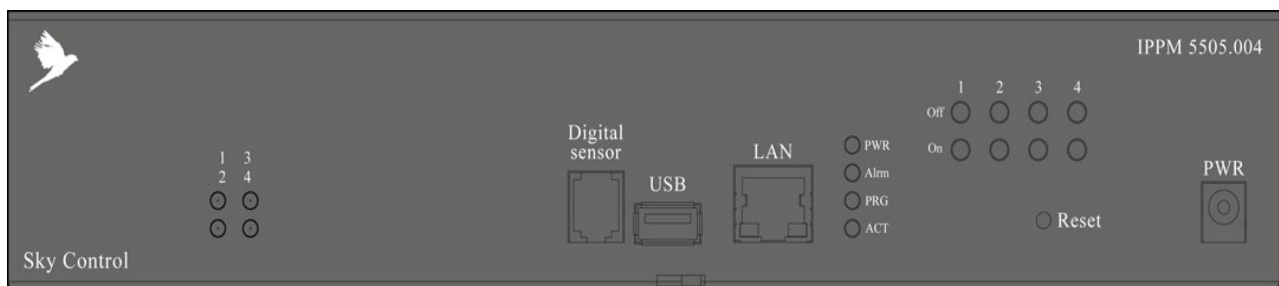 IPPM 5505.004
1 2 3 4
Off
On
Digital
sensor
USB
LAN
PWR
Alrm
PRG
ACT
1 3
2 4
Reset
PWR
Sky Control